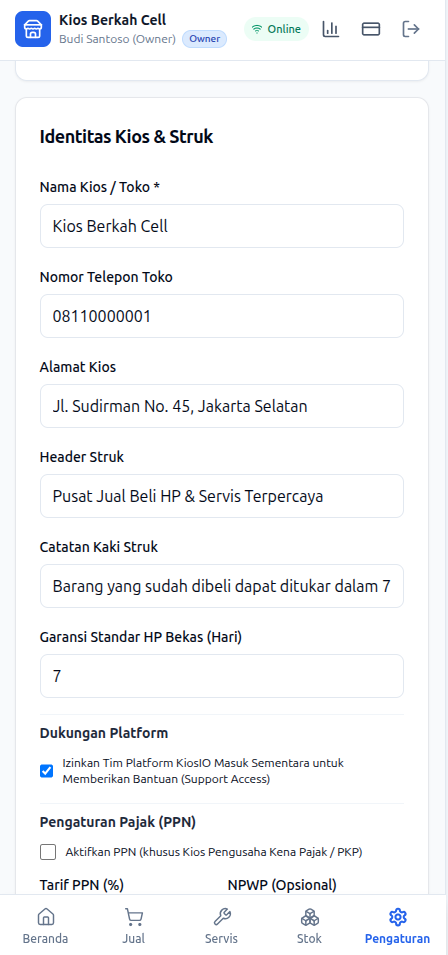 Kios Berkah Cell
Budi Santoso (Owner) Owner
Online
Identitas Kios & Struk
Nama Kios / Toko *
Kios Berkah Cell
Nomor Telepon Toko
08110000001
Alamat Kios
Jl. Sudirman No. 45, Jakarta Selatan
Header Struk
Pusat Jual Beli HP & Servis Terpercaya
Catatan Kaki Struk
Barang yang sudah dibeli dapat ditukar dalam 7
Garansi Standar HP Bekas (Hari)
7
Dukungan Platform
Izinkan Tim Platform KiosIO Masuk Sementara untuk
Memberikan Bantuan (Support Access)
Pengaturan Pajak (PPN)
Aktifkan PPN (khusus Kios Pengusaha Kena Pajak / PKP)
Tarif PPN (%) NPWP (Opsional)
Beranda Jual Servis Stok Pengaturan